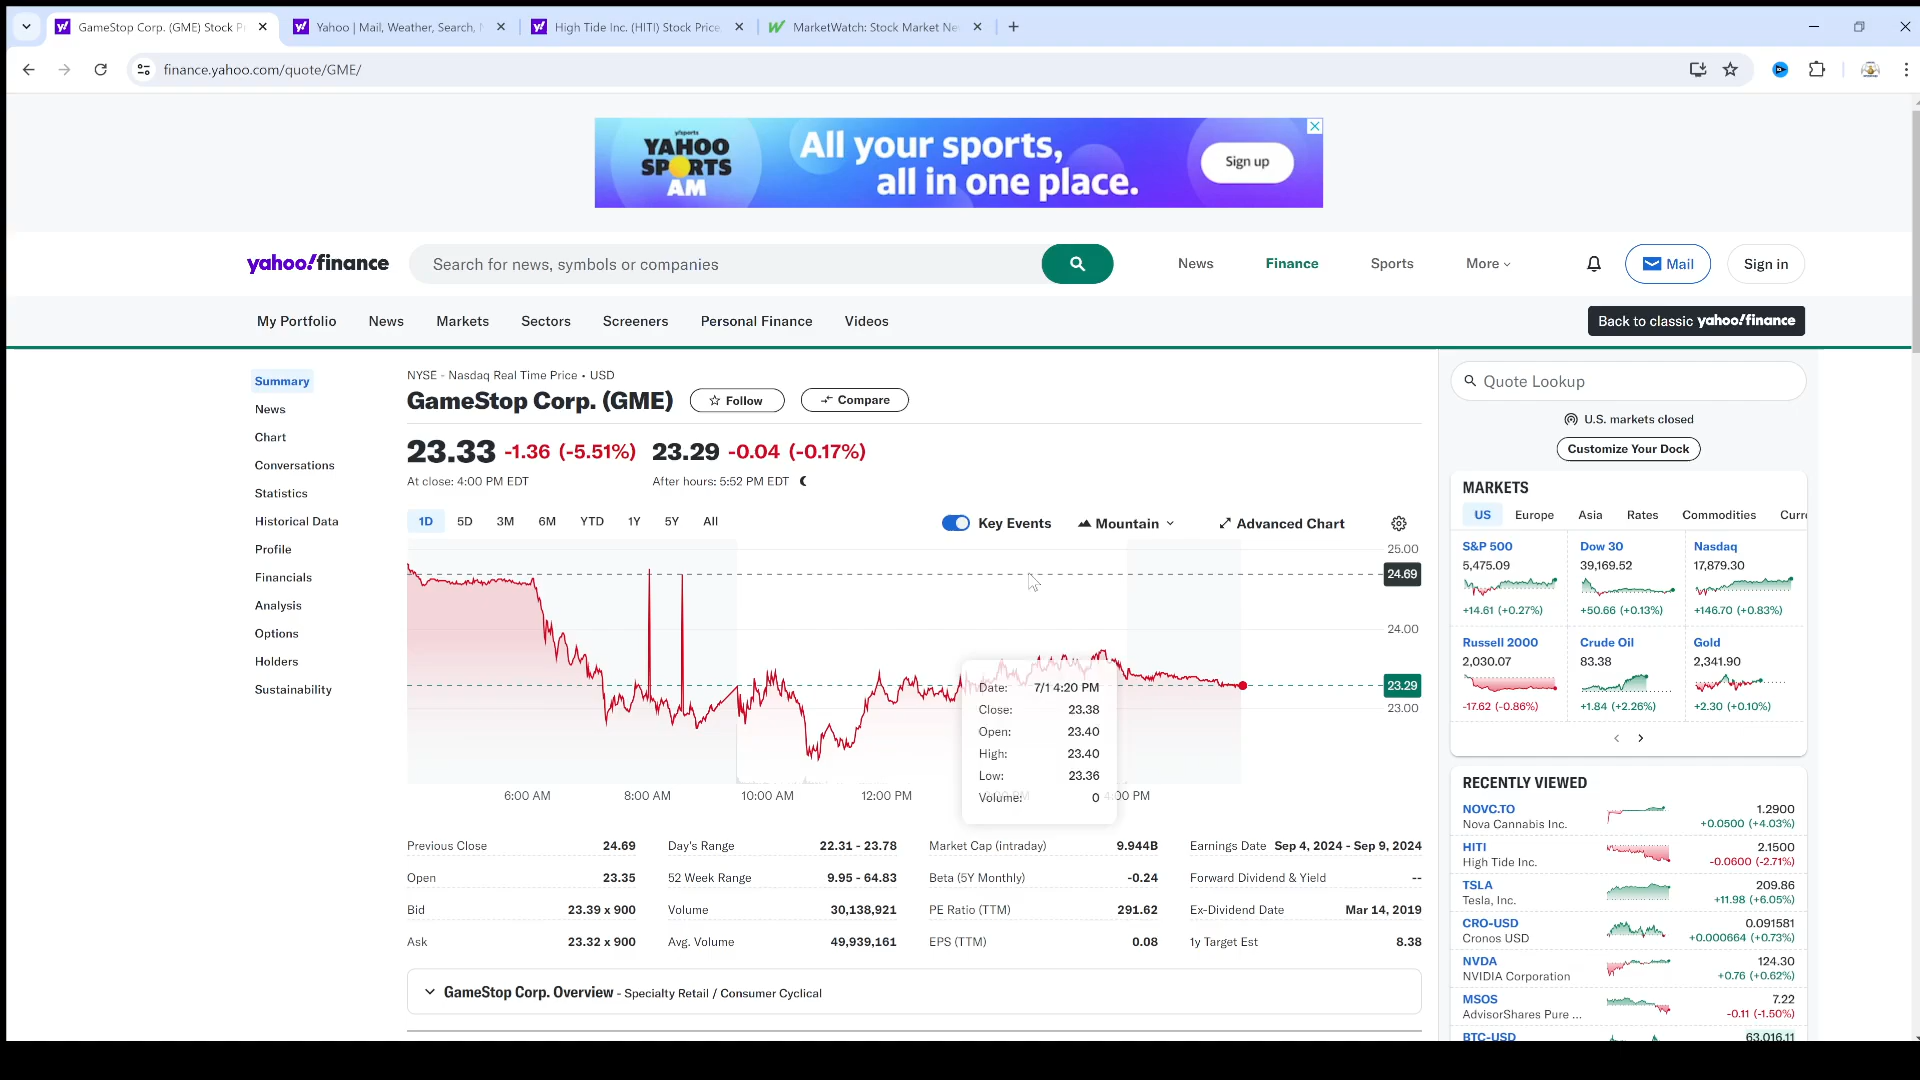 GameStop Corp. (GME) Stock P
Yahoo | Mail, Weather, Search,
High Tide Inc. (HITI) Stock Price
MarketWatch: Stock Market Ne
finance.yahoo.com/quote/GME/
y/sports
YAHOO
SPORTS
AM
All your sports,
all in one place.
Sign up
yahoo!finance
Search for news, symbols or companies
News
Finance
Sports
More
Mail
Sign in
My Portfolio
News
Markets
Sectors
Screeners
Personal Finance
Videos
Back to classic yahoo!finance
Summary
News
Chart
Conversations
Statistics
Historical Data
Profile
Financials
Analysis
Options
Holders
Sustainability
NYSE - Nasdaq Real Time Price • USD
GameStop Corp. (GME)
Follow
Compare
23.33 -1.36 (-5.51%)
At close: 4:00 PM EDT
23.29 -0.04 (-0.17%)
After hours: 5:52 PM EDT
1D 5D 3M 6M YTD 1Y 5Y All
Key Events
Mountain
Advanced Chart
25.00
24.69
24.00
23.29
23.00
Date: 7/1 4:20 PM
Close: 23.38
Open: 23.40
High: 23.40
Low: 23.36
Volume: 0
6:00 AM 8:00 AM 10:00 AM 12:00 PM 4:00 PM
Previous Close 24.69
Open 23.35
Bid 23.39 x 900
Ask 23.32 x 900
Day's Range 22.31 - 23.78
52 Week Range 9.95 - 64.83
Volume 30,138,921
Avg. Volume 49,939,161
Market Cap (intraday) 9.944B
Beta (5Y Monthly) -0.24
PE Ratio (TTM) 291.62
EPS (TTM) 0.08
Earnings Date Sep 4, 2024 - Sep 9, 2024
Forward Dividend & Yield --
Ex-Dividend Date Mar 14, 2019
1y Target Est 8.38
GameStop Corp. Overview - Specialty Retail / Consumer Cyclical
Quote Lookup
U.S. markets closed
Customize Your Dock
MARKETS
US Europe Asia Rates Commodities Curr
S&P 500
5,475.09
+14.61 (+0.27%)
Dow 30
39,169.52
+50.66 (+0.13%)
Nasdaq
17,879.30
+146.70 (+0.83%)
Russell 2000
2,030.07
-17.62 (-0.86%)
Crude Oil
83.38
+1.84 (+2.26%)
Gold
2,341.90
+2.30 (+0.10%)
RECENTLY VIEWED
NOVC.TO 1.2900
Nova Cannabis Inc. +0.0500 (+4.03%)
HITI 2.1500
High Tide Inc. -0.0600 (-2.71%)
TSLA 209.86
Tesla, Inc. +11.98 (+6.05%)
CRO-USD 0.091581
Cronos USD +0.000664 (+0.73%)
NVDA 124.30
NVIDIA Corporation +0.76 (+0.62%)
MSOS 7.22
AdvisorShares Pure ... -0.11 (-1.50%)
BTC-USD 63,016.11